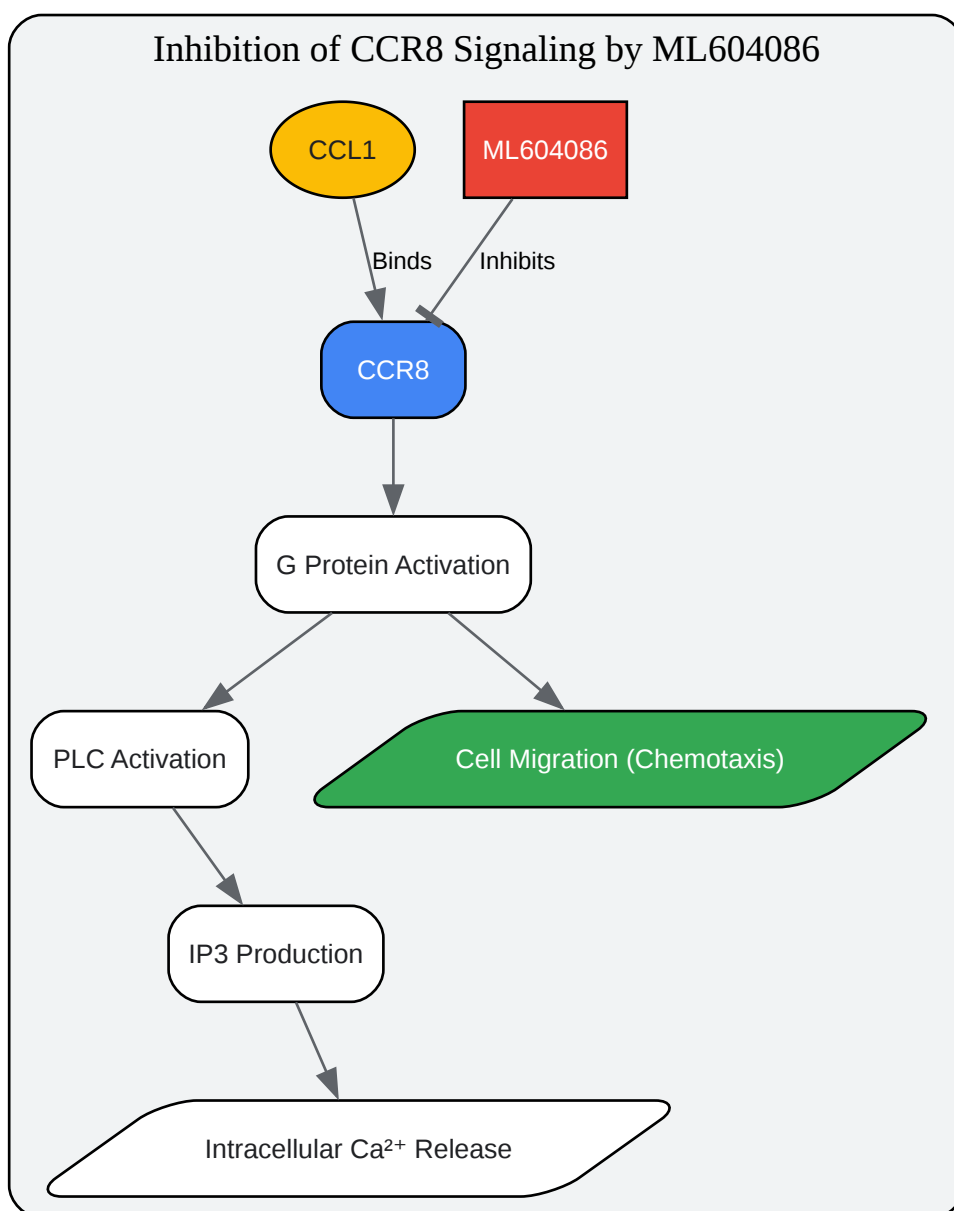 Inhibition of CCR8 Signaling by ML604086
CCL1
ML604086
Binds
Inhibits
CCR8
G Protein Activation
PLC Activation
Cell Migration (Chemotaxis)
IP3 Production
Intracellular Ca²⁺ Release